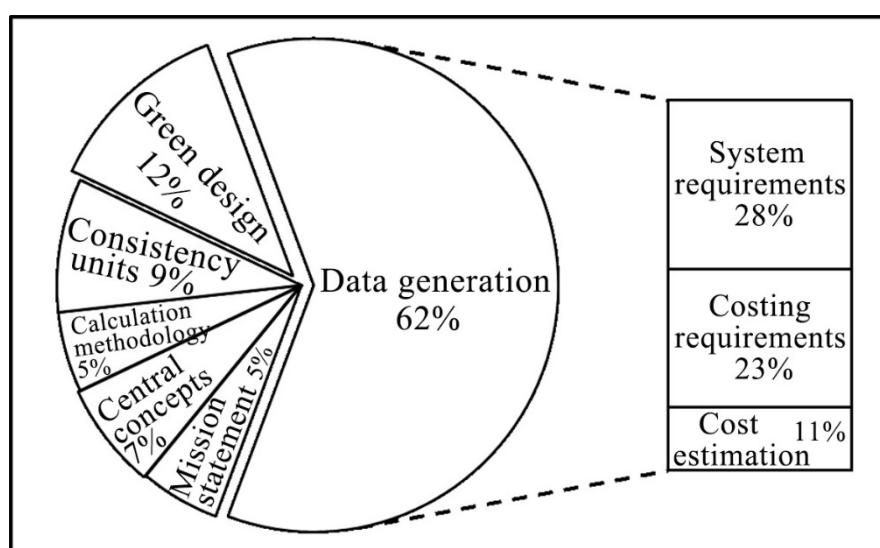 Green design
12%
Consistency
units 9%
Calculation
methodology
5%
Central
concepts
7%
Mission
statement 5%
Data generation
62%
System
requirements
28%
Costing
requirements
23%
Cost 11%
estimation